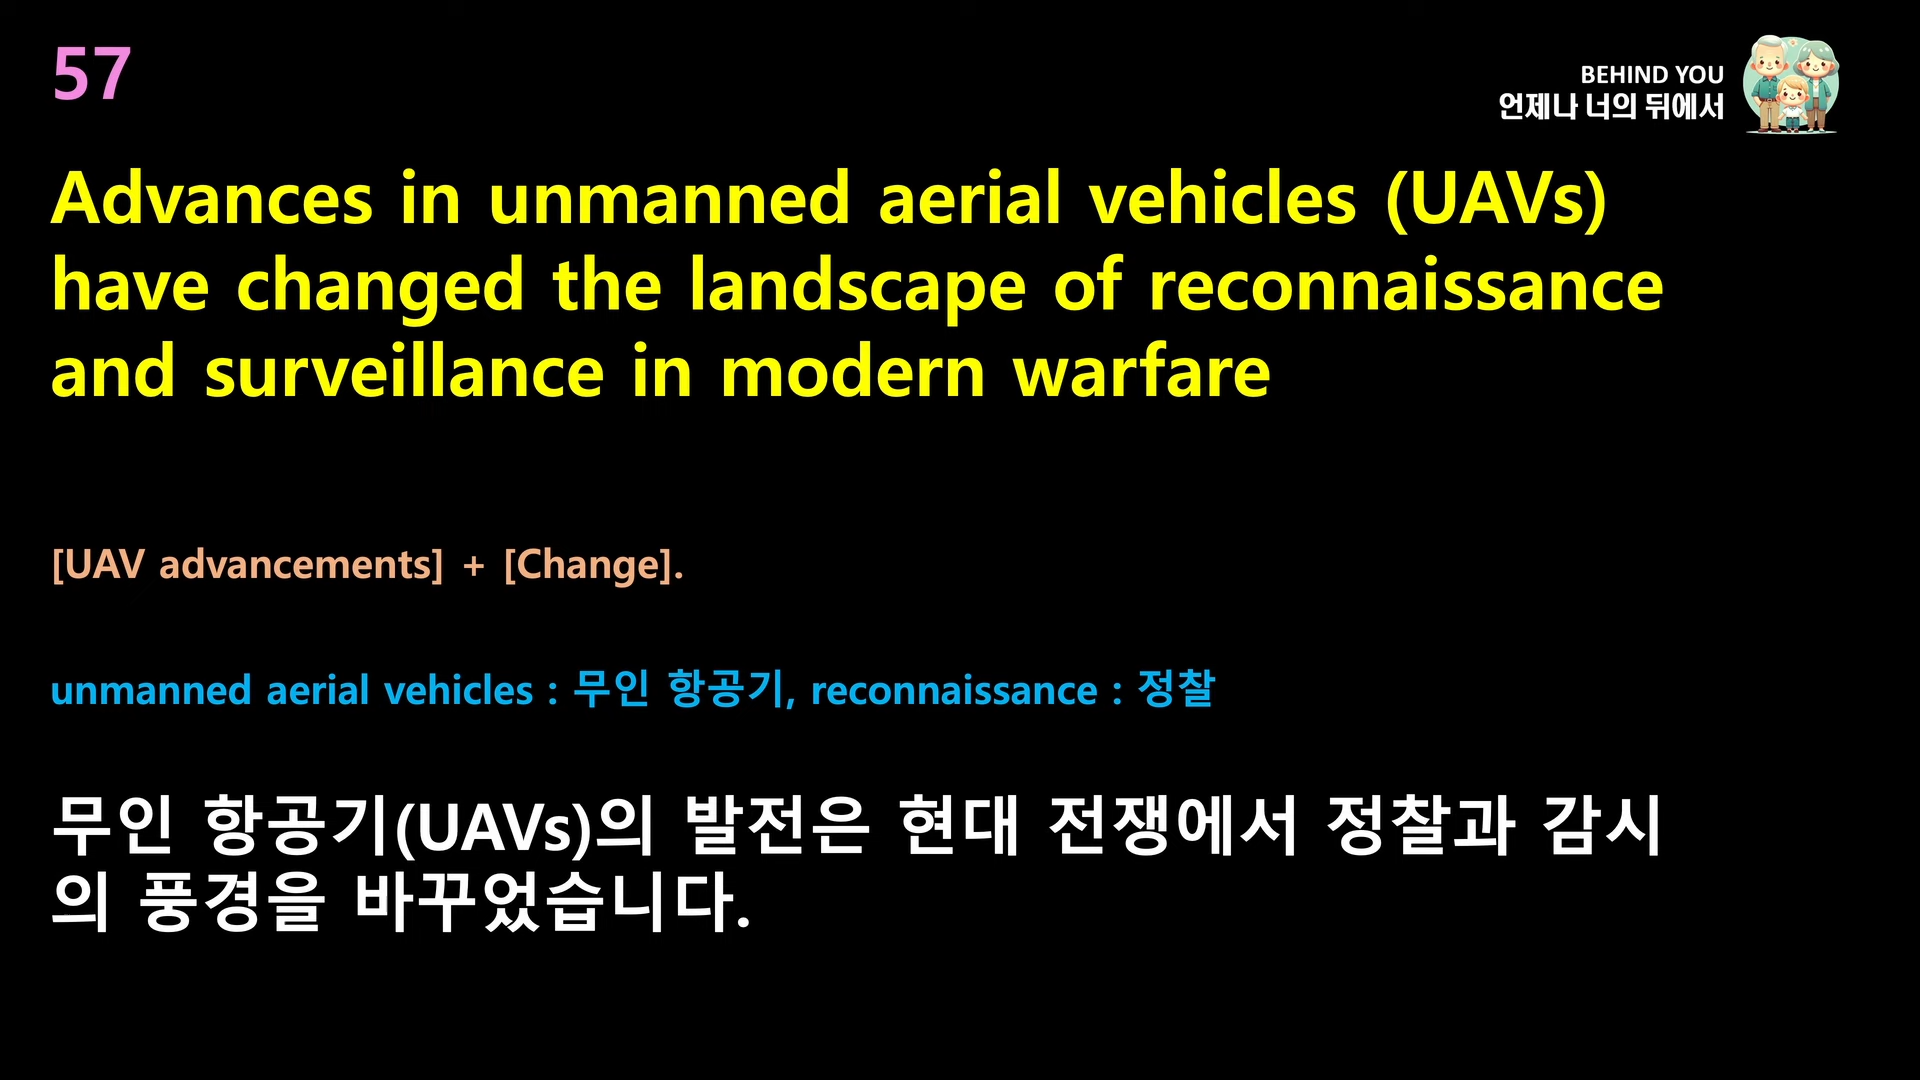 57
BEHIND YOU
언제나 너의 뒤에서
Advances in unmanned aerial vehicles (UAVs)
have changed the landscape of reconnaissance
and surveillance in modern warfare
[UAV advancements] + [Change].
unmanned aerial vehicles : 무인 항공기, reconnaissance : 정찰
무인 항공기(UAVs)의 발전은 현대 전쟁에서 정찰과 감시
의 풍경을 바꾸었습니다.